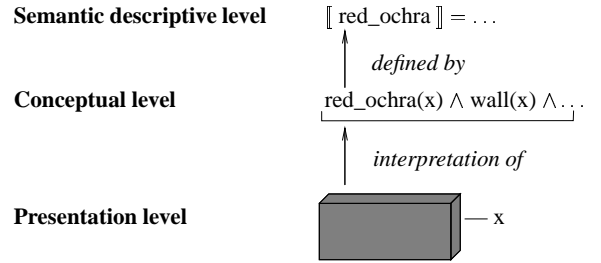 Semantic descriptive level ⟦ red_ochra ⟧ = ...
defined by
Conceptual level red_ochra(x) ∧ wall(x) ∧ ...
interpretation of
Presentation level — x